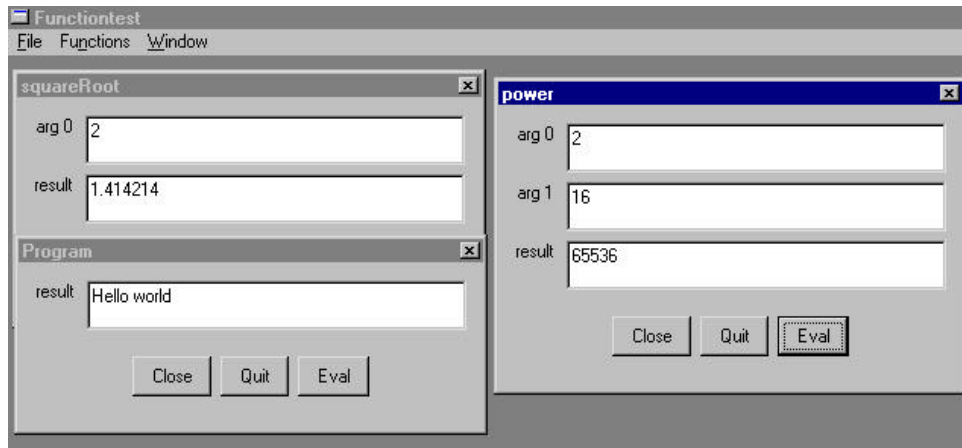 Functiontest
File Functions Window
squareRoot
arg 0 2
result 1.414214
Program
result Hello world
Close Quit Eval
power
arg 0 2
arg 1 16
result 65536
Close Quit Eval